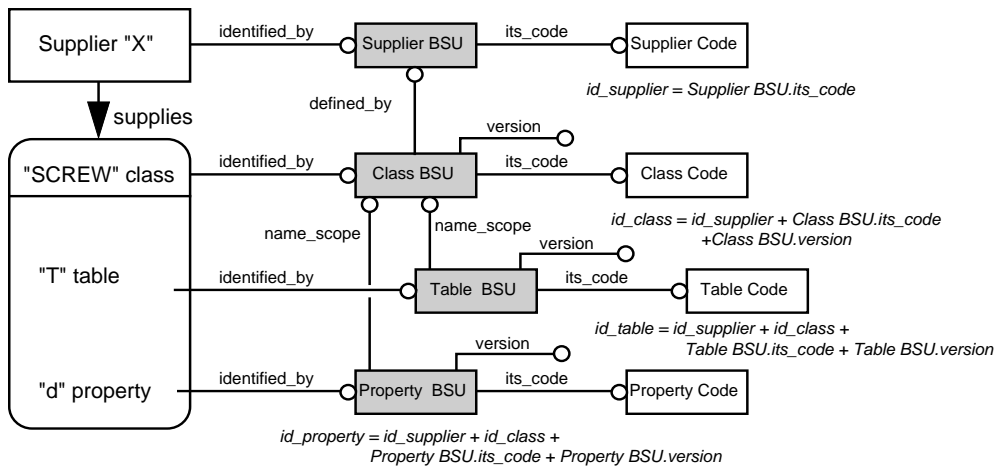 Supplier "X"
identified_by
Supplier BSU
its_code
Supplier Code
id_supplier = Supplier BSU.its_code
supplies
defined_by
version
"SCREW" class
identified_by
Class BSU
its_code
Class Code
id_class = id_supplier + Class BSU.its_code
+Class BSU.version
name_scope
name_scope
version
"T" table
identified_by
Table BSU
its_code
Table Code
id_table = id_supplier + id_class +
Table BSU.its_code + Table BSU.version
version
"d" property
identified_by
Property BSU
its_code
Property Code
id_property = id_supplier + id_class +
Property BSU.its_code + Property BSU.version